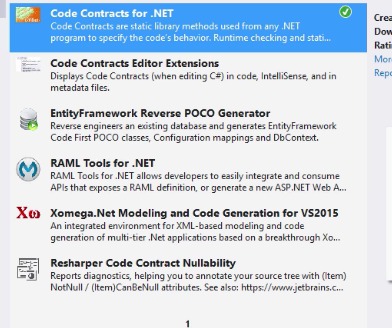 Code Contracts for .NET
Code Contracts are static library methods used from any .NET
program to specify the code's behavior. Runtime checking and stati...
Code Contracts Editor Extensions
Displays Code Contracts (when editing C#) in code, IntelliSense, and in
metadata files.
EntityFramework Reverse POCO Generator
Reverse engineers an existing database and generates EntityFramework
Code First POCO classes, Configuration mappings and DbContext.
RAML Tools for .NET
RAML Tools for .NET allows developers to easily integrate and consume
APIs that exposes a RAML definition, or generate a new ASP.NET Web A...
Xω Xomega.Net Modeling and Code Generation for VS2015
An integrated environment for XML-based modeling and code
generation of multi-tier .Net applications based on a breakthrough Xo...
Resharper Code Contract Nullability
Reports diagnostics, helping you to annotate your source tree with (Item)
NotNull / (Item)CanBeNull attributes. See also: https://www.jetbrains.c...
1
Crea
Dow
Rati
More
Repo